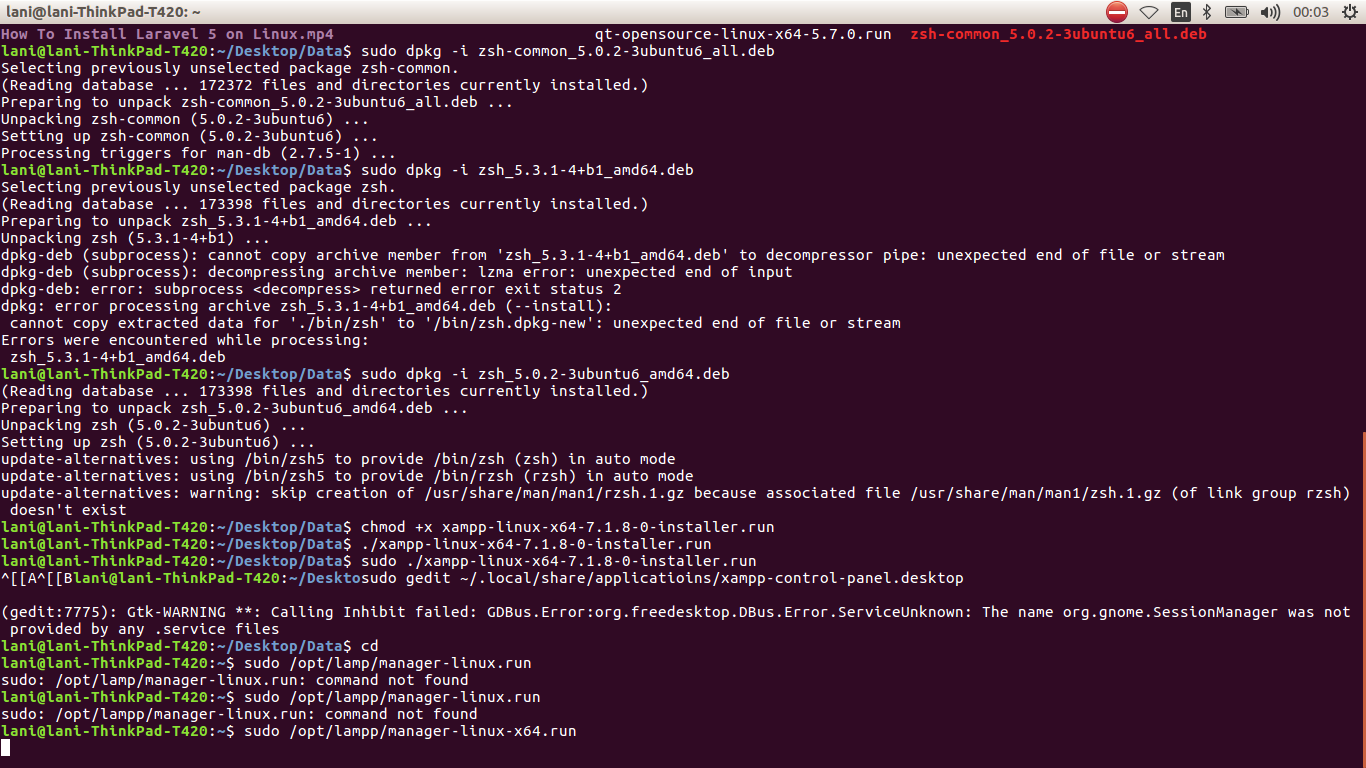 lani@lani-ThinkPad-T420: ~
En
00:03
How To Install Laravel 5 on Linux.mp4 qt-opensource-linux-x64-5.7.0.run zsh-common_5.0.2-3ubuntu6_all.deb
lani@lani-ThinkPad-T420:~/Desktop/Data$ sudo dpkg -i zsh-common_5.0.2-3ubuntu6_all.deb
Selecting previously unselected package zsh-common.
(Reading database ... 172372 files and directories currently installed.)
Preparing to unpack zsh-common_5.0.2-3ubuntu6_all.deb ...
Unpacking zsh-common (5.0.2-3ubuntu6) ...
Setting up zsh-common (5.0.2-3ubuntu6) ...
Processing triggers for man-db (2.7.5-1) ...
lani@lani-ThinkPad-T420:~/Desktop/Data$ sudo dpkg -i zsh_5.3.1-4+b1_amd64.deb
Selecting previously unselected package zsh.
(Reading database ... 173398 files and directories currently installed.)
Preparing to unpack zsh_5.3.1-4+b1_amd64.deb ...
Unpacking zsh (5.3.1-4+b1) ...
dpkg-deb (subprocess): cannot copy archive member from 'zsh_5.3.1-4+b1_amd64.deb' to decompressor pipe: unexpected end of file or stream
dpkg-deb (subprocess): decompressing archive member: lzma error: unexpected end of input
dpkg-deb: error: subprocess <decompress> returned error exit status 2
dpkg: error processing archive zsh_5.3.1-4+b1_amd64.deb (--install):
 cannot copy extracted data for './bin/zsh' to '/bin/zsh.dpkg-new': unexpected end of file or stream
Errors were encountered while processing:
 zsh_5.3.1-4+b1_amd64.deb
lani@lani-ThinkPad-T420:~/Desktop/Data$ sudo dpkg -i zsh_5.0.2-3ubuntu6_amd64.deb
(Reading database ... 173398 files and directories currently installed.)
Preparing to unpack zsh_5.0.2-3ubuntu6_amd64.deb ...
Unpacking zsh (5.0.2-3ubuntu6) ...
Setting up zsh (5.0.2-3ubuntu6) ...
update-alternatives: using /bin/zsh5 to provide /bin/zsh (zsh) in auto mode
update-alternatives: using /bin/zsh5 to provide /bin/rzsh (rzsh) in auto mode
update-alternatives: warning: skip creation of /usr/share/man/man1/rzsh.1.gz because associated file /usr/share/man/man1/zsh.1.gz (of link group rzsh)
 doesn't exist
lani@lani-ThinkPad-T420:~/Desktop/Data$ chmod +x xampp-linux-x64-7.1.8-0-installer.run
lani@lani-ThinkPad-T420:~/Desktop/Data$ ./xampp-linux-x64-7.1.8-0-installer.run
lani@lani-ThinkPad-T420:~/Desktop/Data$ sudo ./xampp-linux-x64-7.1.8-0-installer.run
^[[A^[[Blani@lani-ThinkPad-T420:~/Desktosudo gedit ~/.local/share/applicatioins/xampp-control-panel.desktop
(gedit:7775): Gtk-WARNING **: Calling Inhibit failed: GDBus.Error:org.freedesktop.DBus.Error.ServiceUnknown: The name org.gnome.SessionManager was not
 provided by any .service files
lani@lani-ThinkPad-T420:~/Desktop/Data$ cd
lani@lani-ThinkPad-T420:~$ sudo /opt/lamp/manager-linux.run
sudo: /opt/lamp/manager-linux.run: command not found
lani@lani-ThinkPad-T420:~$ sudo /opt/lampp/manager-linux.run
sudo: /opt/lampp/manager-linux.run: command not found
lani@lani-ThinkPad-T420:~$ sudo /opt/lampp/manager-linux-x64.run